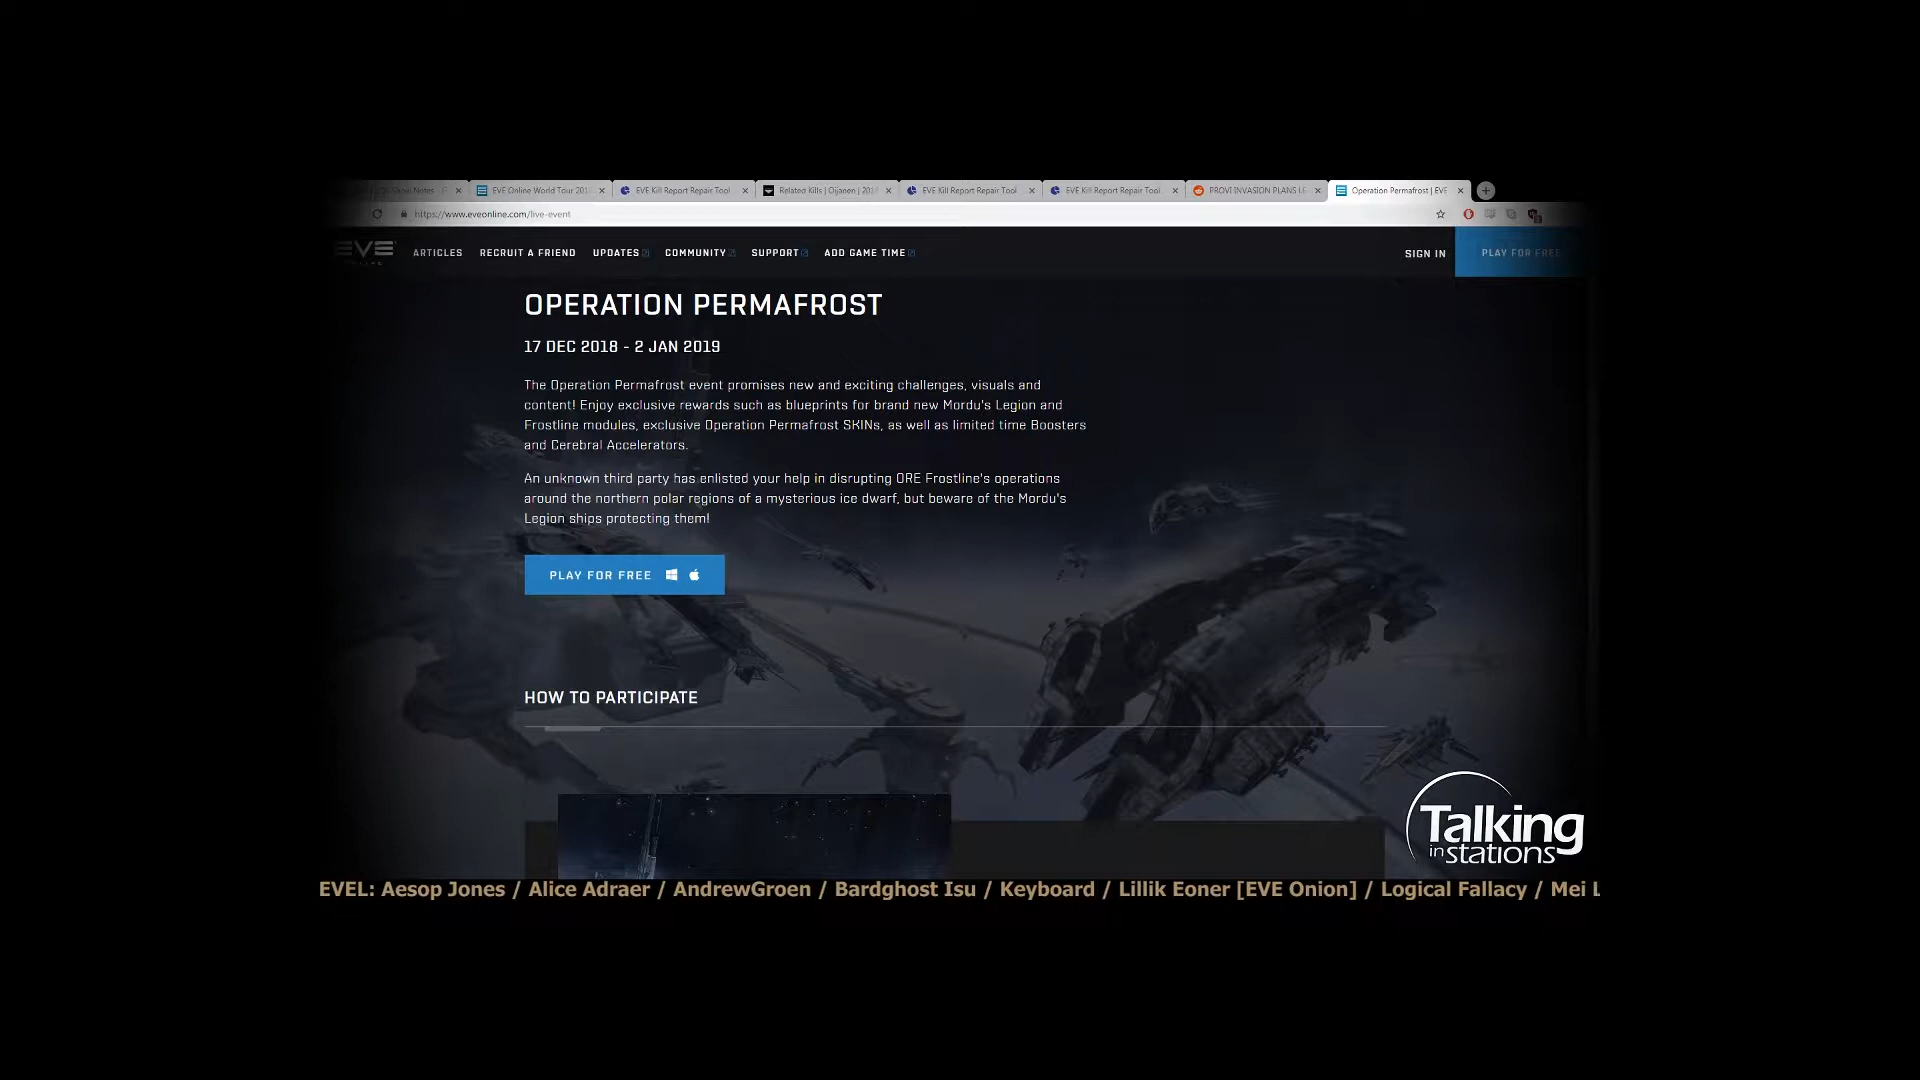 Show Notes
EVE Online World Tour 201
EVE Kill Report Repair Tool
Related Kills | Oijanen | 201
EVE Kill Report Repair Tool
EVE Kill Report Repair Tool
PROVI INVASION PLANS LE
Operation Permafrost | EVE
https://www.eveonline.com/live-event
EVE
ARTICLES
RECRUIT A FRIEND
UPDATES
COMMUNITY
SUPPORT
ADD GAME TIME
SIGN IN
PLAY FOR FREE
OPERATION PERMAFROST
17 DEC 2018 - 2 JAN 2019
The Operation Permafrost event promises new and exciting challenges, visuals and
content! Enjoy exclusive rewards such as blueprints for brand new Mordu's Legion and
Frostline modules, exclusive Operation Permafrost SKINs, as well as limited time Boosters
and Cerebral Accelerators.
An unknown third party has enlisted your help in disrupting ORE Frostline's operations
around the northern polar regions of a mysterious ice dwarf, but beware of the Mordu's
Legion ships protecting them!
PLAY FOR FREE
HOW TO PARTICIPATE
Talking
in stations
EVEL: Aesop Jones / Alice Adraer / AndrewGroen / Bardghost Isu / Keyboard / Lillik Eoner [EVE Onion] / Logical Fallacy / Mei L